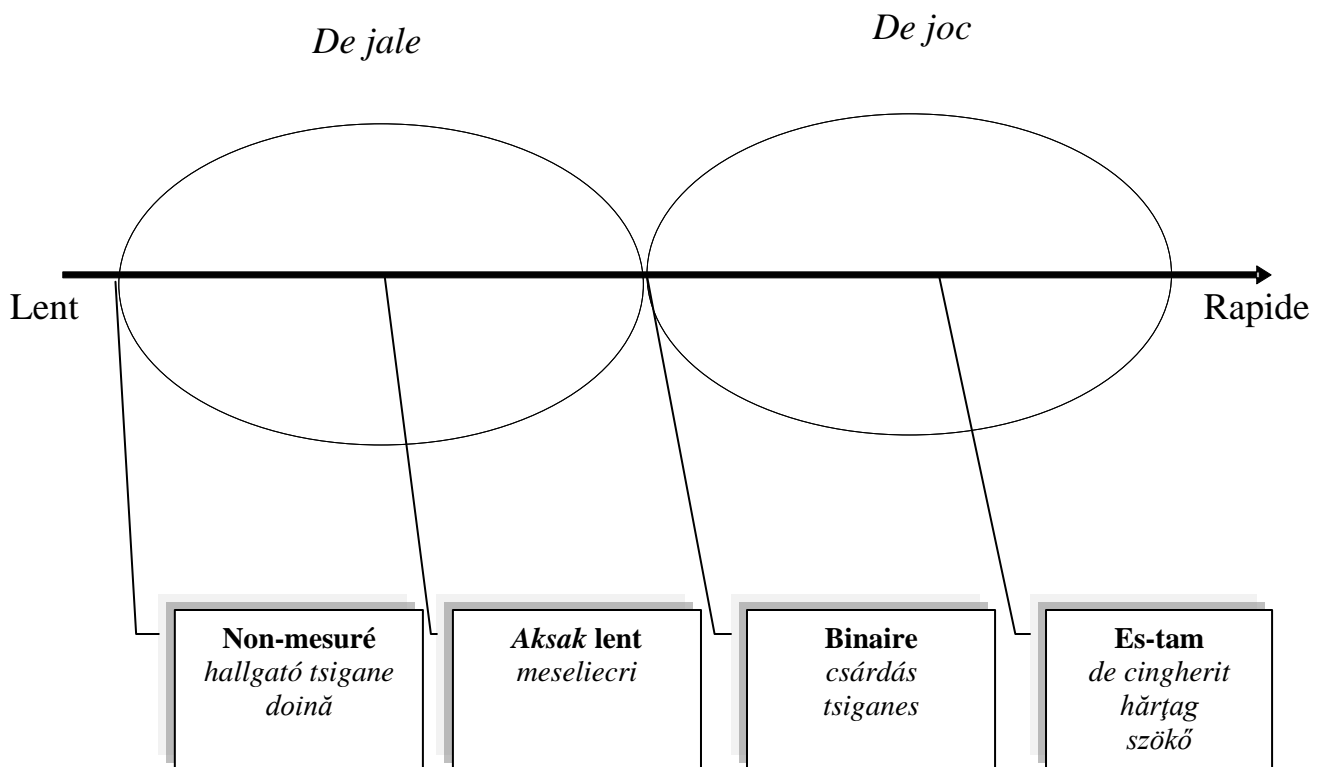 De jale
De joc
Lent
Rapide
Non-mesuré
hallgató tsigane
doină
Aksak lent
meseliecri
Binaire
csárdás
tsiganes
Es-tam
de cingherit
hărţag
szökő